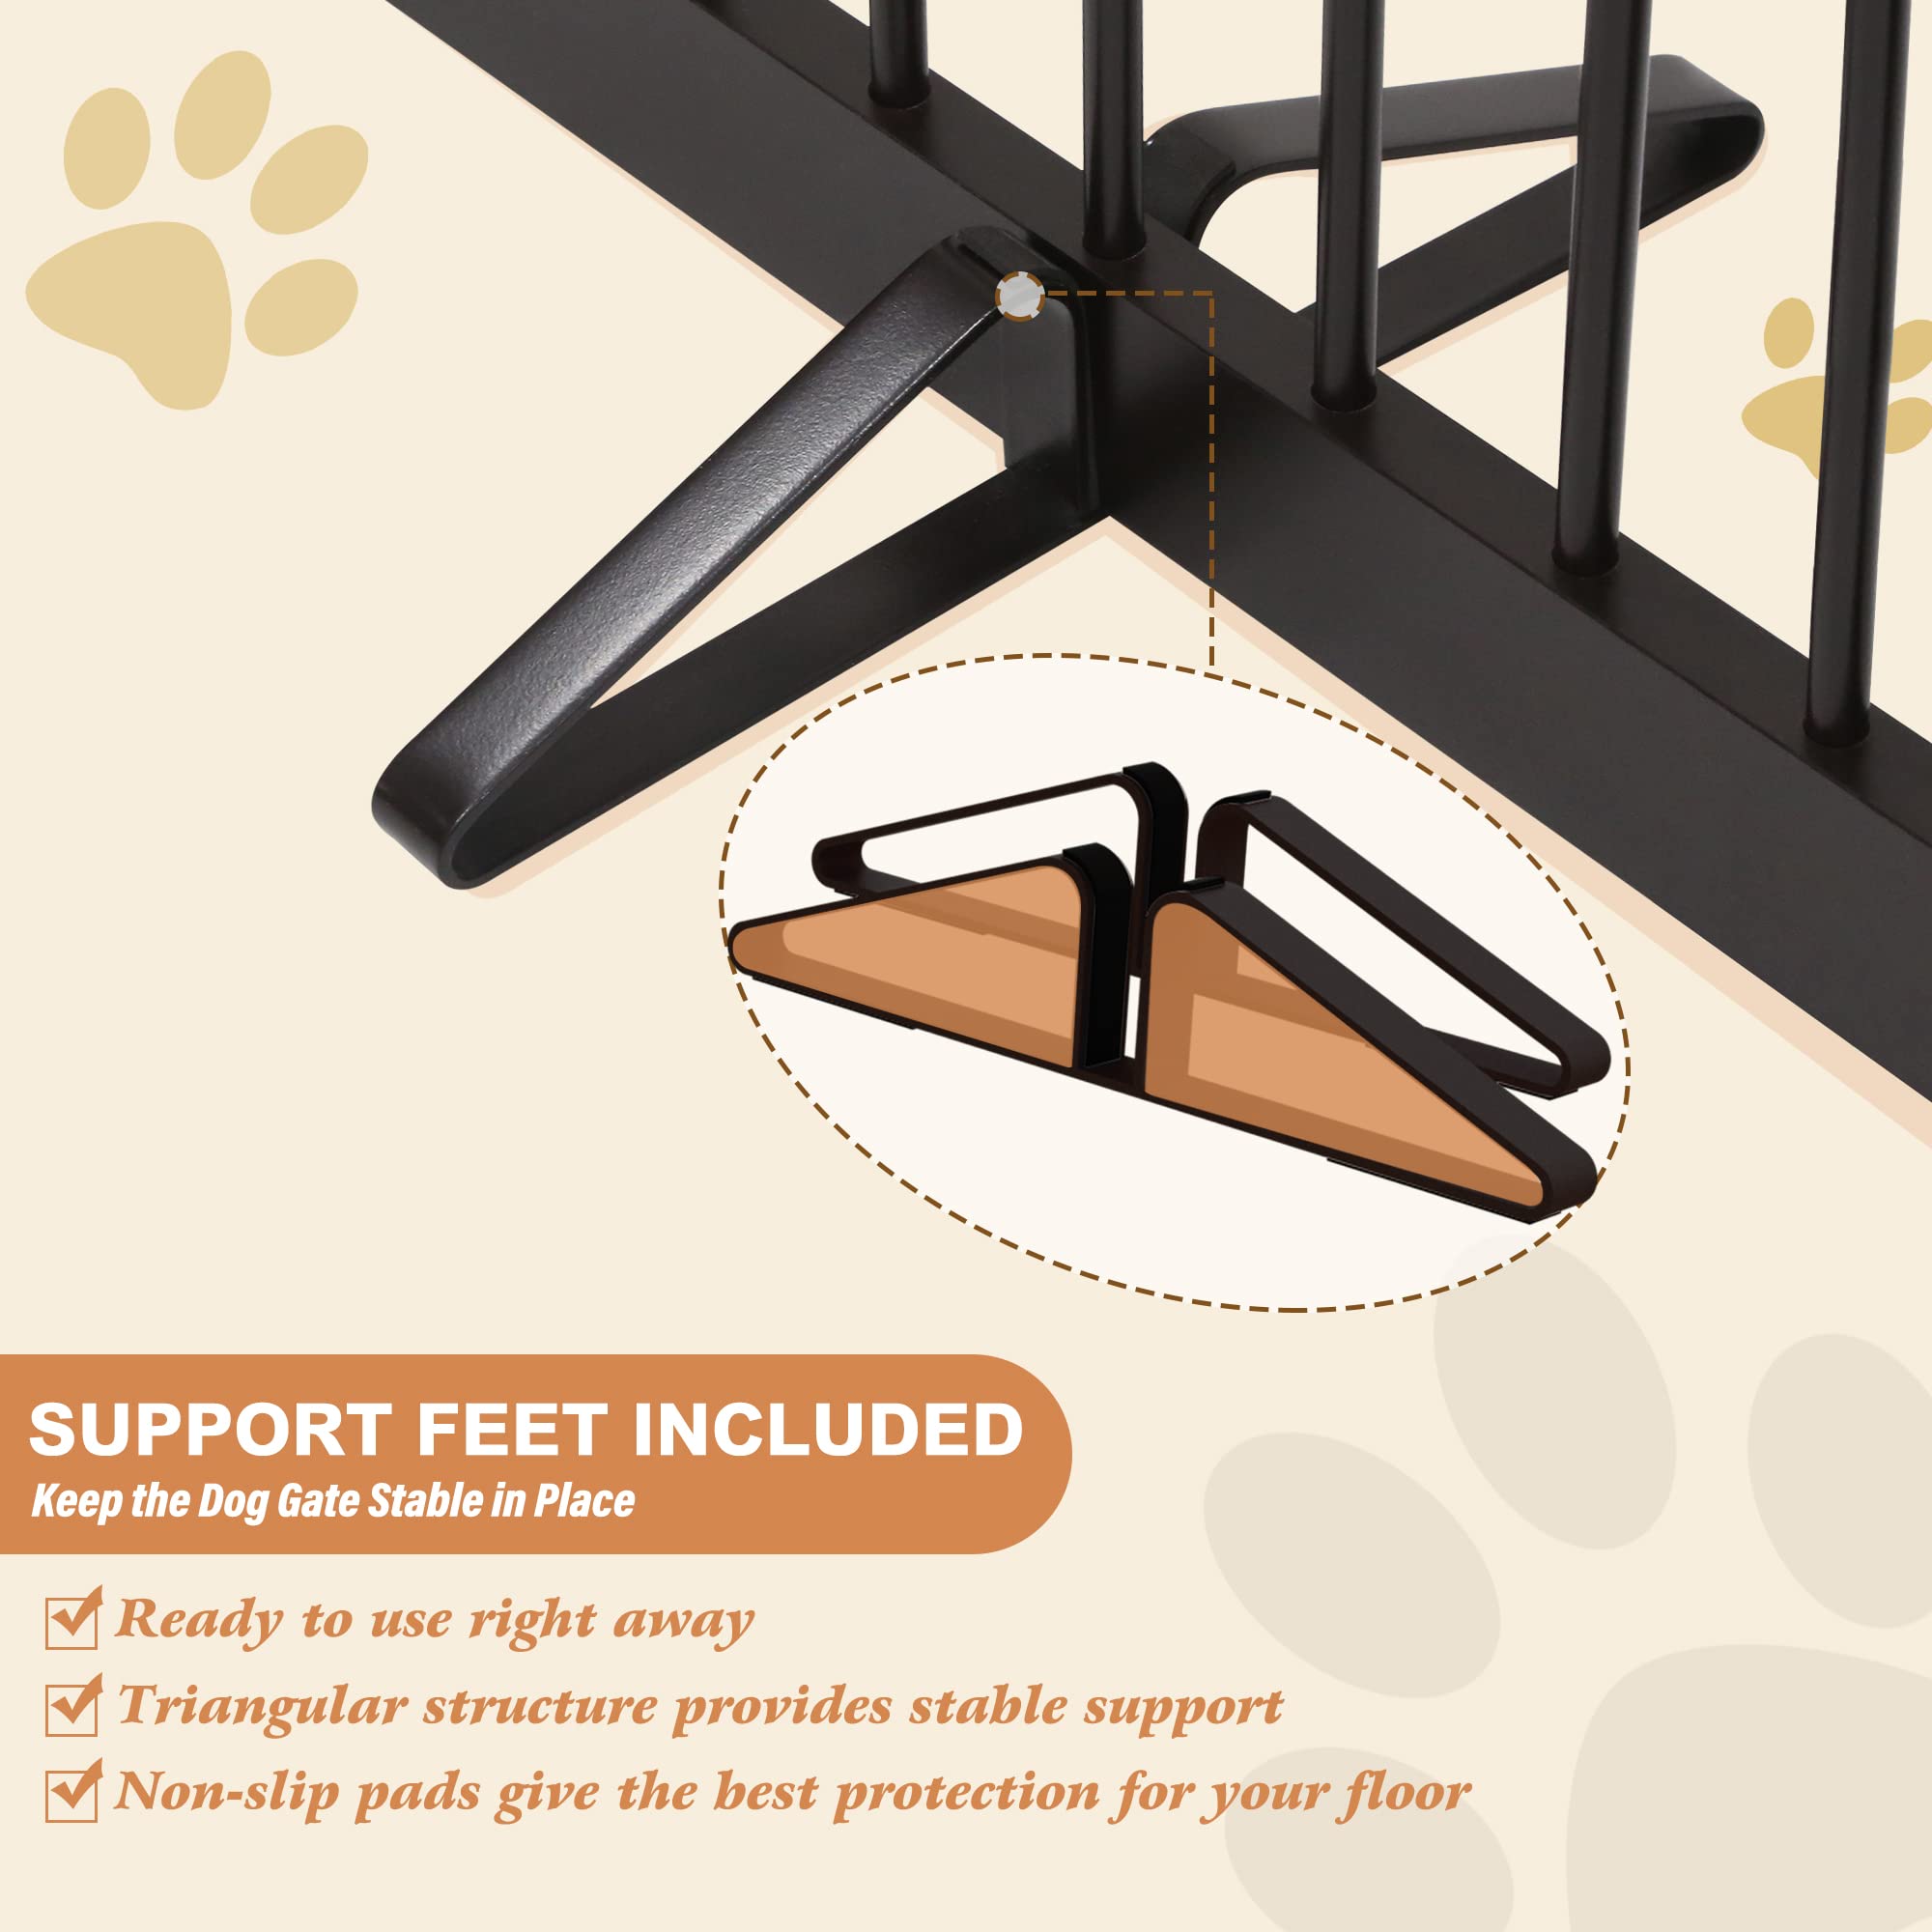 SUPPORT FEET INCLUDED
Keep the Dog Gate Stable in Place
Ready to use right away
Triangular structure provides stable support
Non-slip pads give the best protection for your floor